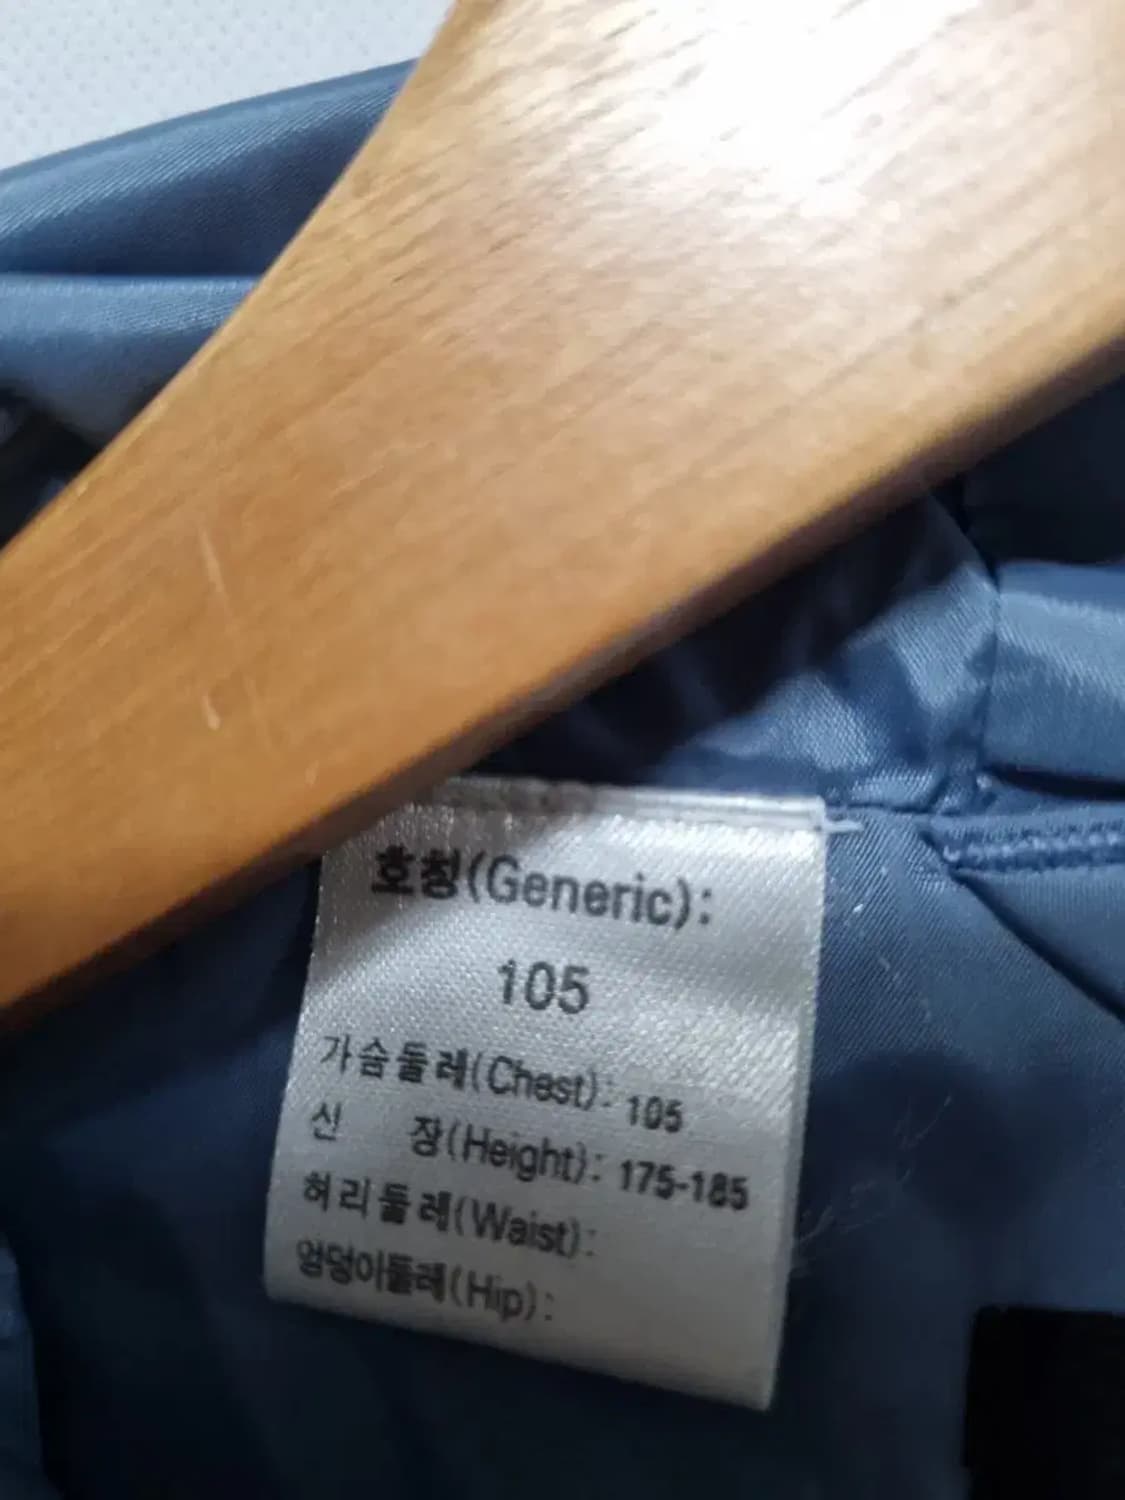 호칭(Generic):
105
가슴둘레(Chest): 105
신 장(Height): 175-185
허리둘레(Waist):
엉덩이둘레(Hip):